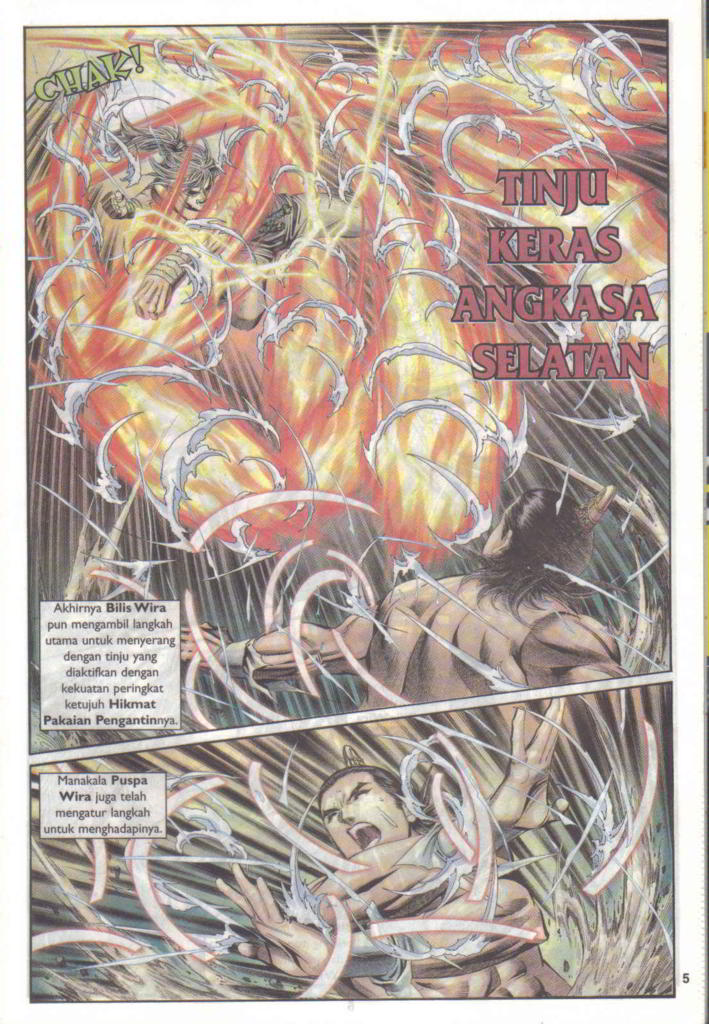 CHAK!
TINJU
KERAS
ANGKASA
SELATAN
Akhirnya Bilis Wira
pun mengambil langkah
utama untuk menyerang
dengan tinju yang
diaktifkan dengan
kekuatan peringkat
ketujuh Hikmat
Pakaian Pengantinnya.
Manakala Puspa
Wira juga telah
mengatur langkah
untuk menghadapinya.
5